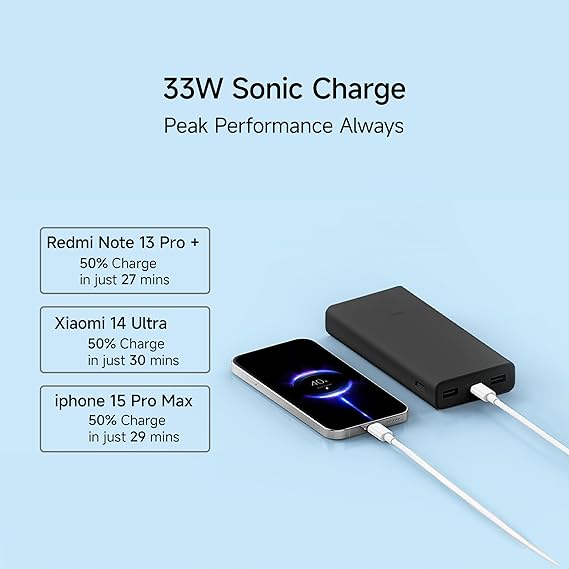 33W Sonic Charge
Peak Performance Always
Redmi Note 13 Pro +
50% Charge
in just 27 mins
Xiaomi 14 Ultra
50% Charge
in just 30 mins
iphone 15 Pro Max
50% Charge
in just 29 mins